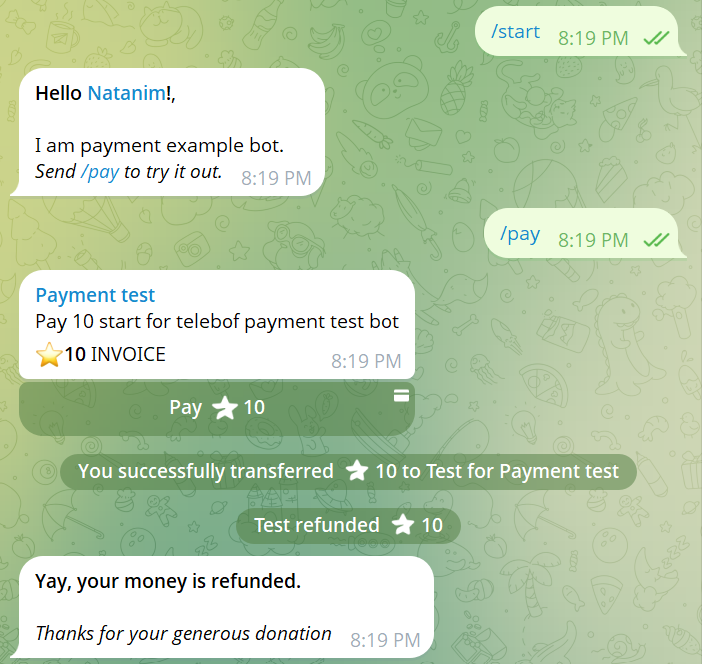 /start 8:19 PM
Hello Natanim!,
I am payment example bot.
Send /pay to try it out. 8:19 PM
/pay 8:19 PM
Payment test
Pay 10 start for telebof payment test bot
⭐10 INVOICE 8:19 PM
Pay ★ 10
You successfully transferred ★ 10 to Test for Payment test
Test refunded ★ 10
Yay, your money is refunded.
Thanks for your generous donation 8:19 PM